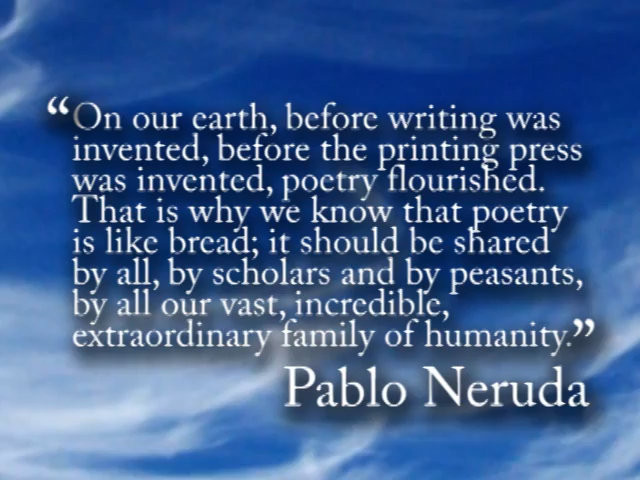 “On our earth, before writing was
invented, before the printing press
was invented, poetry flourished.
That is why we know that poetry
is like bread; it should be shared
by all, by scholars and by peasants,
by all our vast, incredible,
extraordinary family of humanity.”
Pablo Neruda